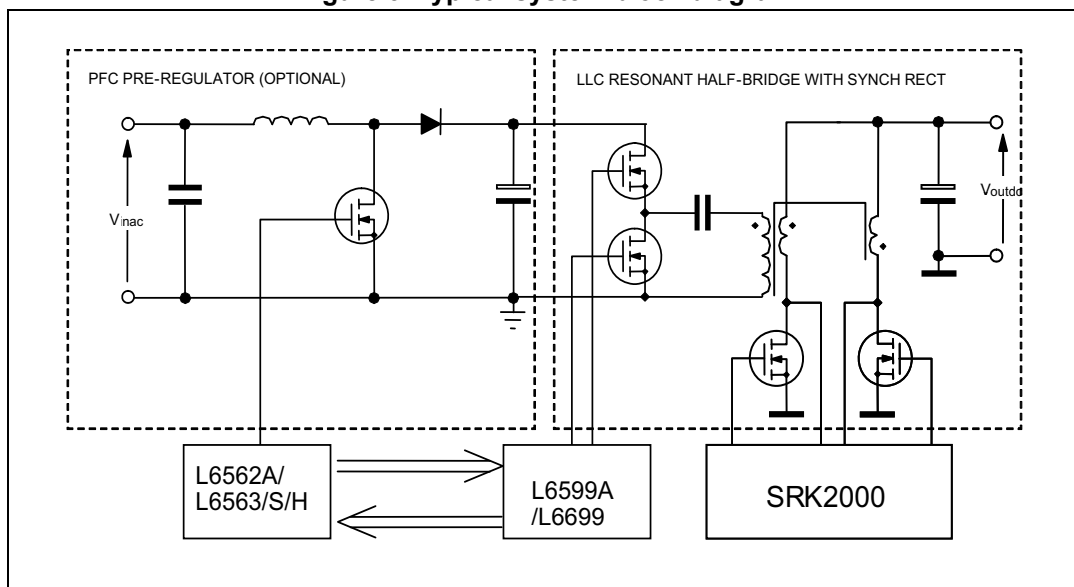 PFC PRE-REGULATOR (OPTIONAL)
LLC RESONANT HALF-BRIDGE WITH SYNCH RECT
Vinac
Voutdc
L6562A/
L6563/S/H
L6599A
/L6699
SRK2000